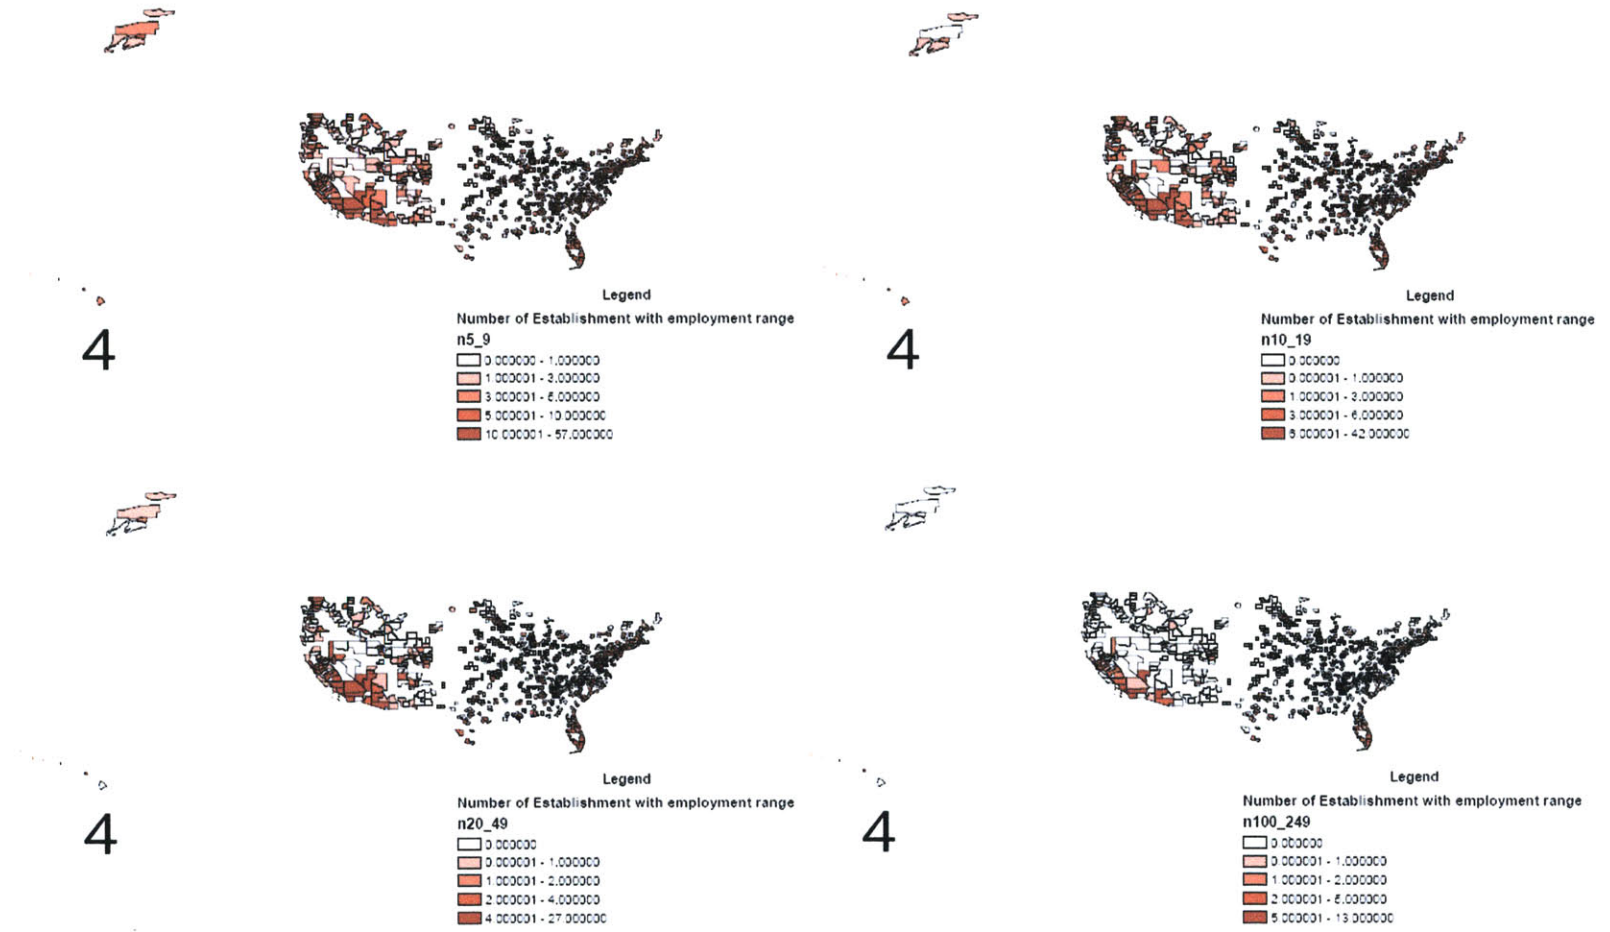 4
Legend
Number of Establishment with employment range
n5_9
0.000000 - 1.000000
1.000001 - 3.000000
3.000001 - 5.000000
5.000001 - 10.000000
10.000001 - 57.000000
4
Legend
Number of Establishment with employment range
n10_19
0.000000
0.000001 - 1.000000
1.000001 - 3.000000
3.000001 - 6.000000
6.000001 - 42.000000
4
Legend
Number of Establishment with employment range
n20_49
0.000000
0.000001 - 1.000000
1.000001 - 2.000000
2.000001 - 4.000000
4.000001 - 27.000000
4
Legend
Number of Establishment with employment range
n100_249
0.000000
0.000001 - 1.000000
1.000001 - 2.000000
2.000001 - 5.000000
5.000001 - 13.000000